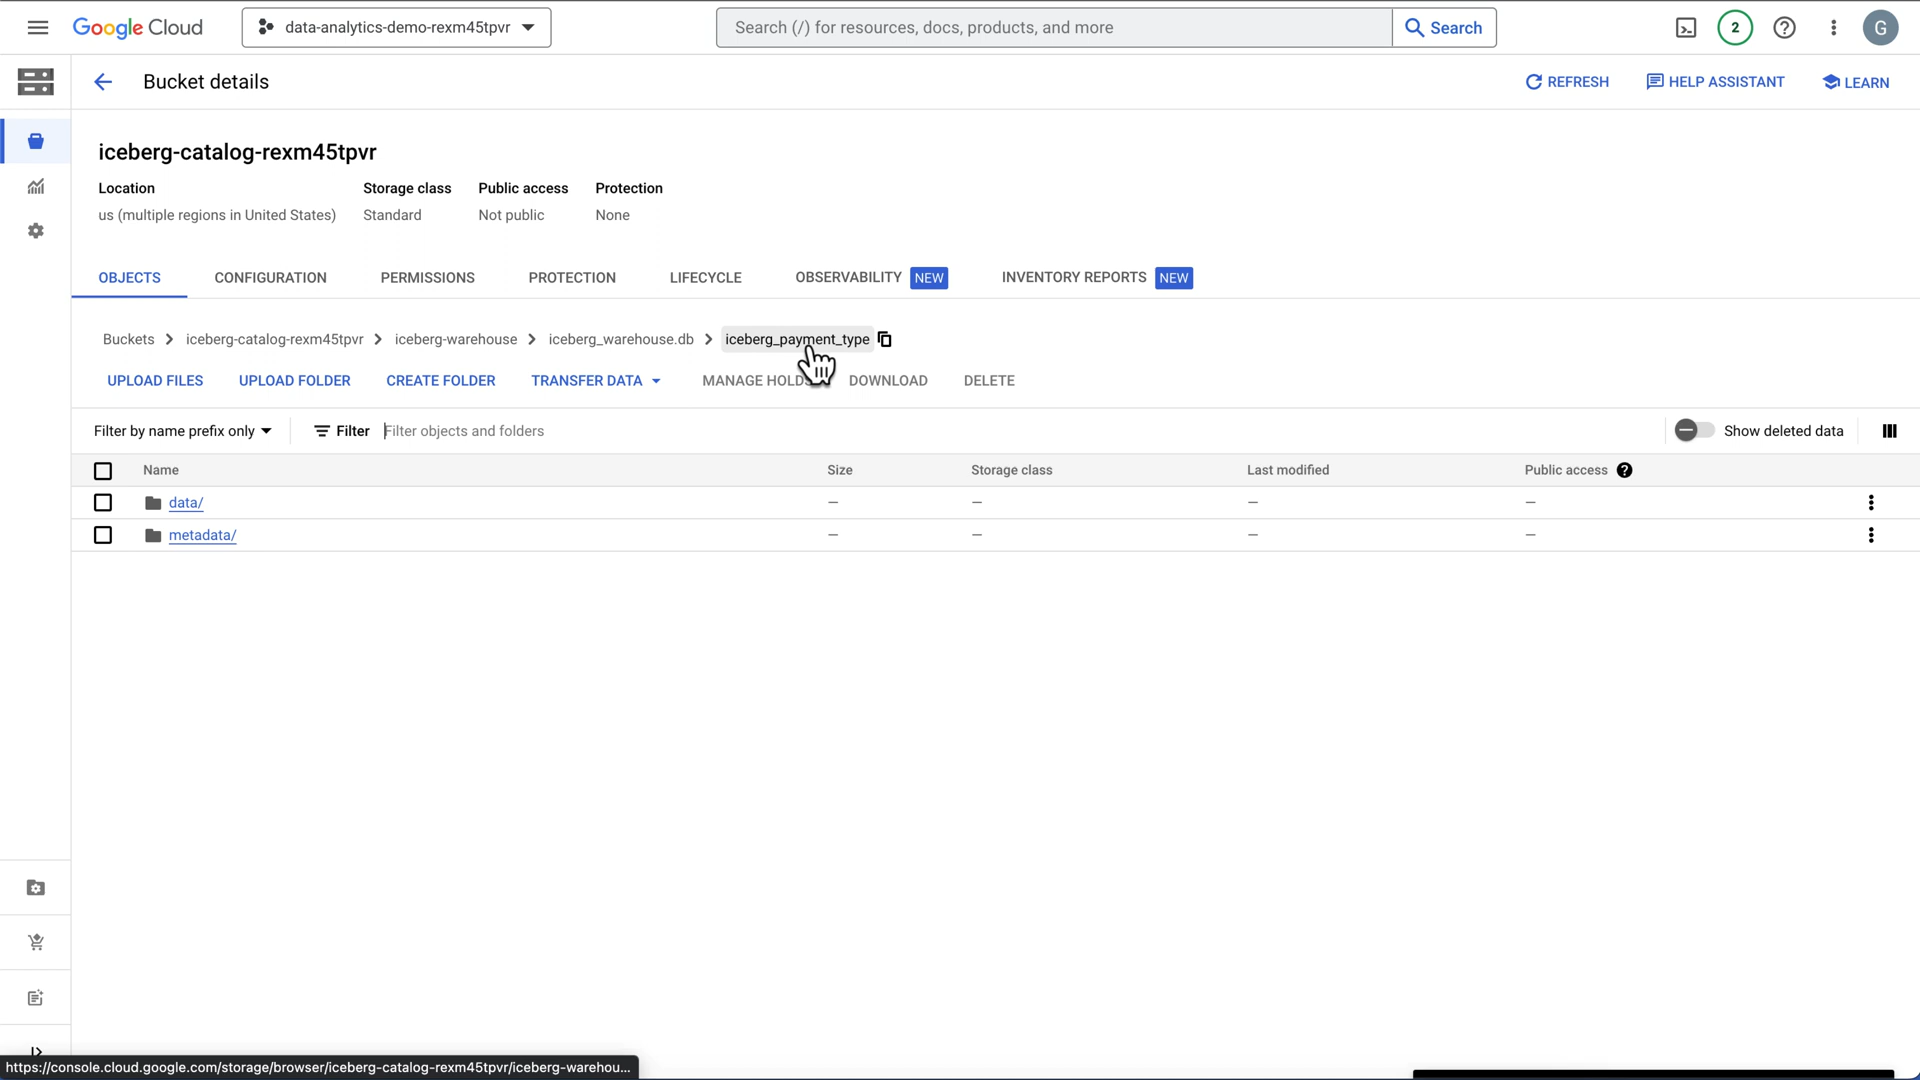 Google Cloud
data-analytics-demo-rexm45tpvr
Search (/) for resources, docs, products, and more
Search
2
G
Bucket details
REFRESH
HELP ASSISTANT
LEARN
iceberg-catalog-rexm45tpvr
Location Storage class Public access Protection
us (multiple regions in United States) Standard Not public None
OBJECTS CONFIGURATION PERMISSIONS PROTECTION LIFECYCLE OBSERVABILITY NEW INVENTORY REPORTS NEW
Buckets iceberg-catalog-rexm45tpvr iceberg-warehouse iceberg_warehouse.db iceberg_payment_type
UPLOAD FILES UPLOAD FOLDER CREATE FOLDER TRANSFER DATA MANAGE HOLDS DOWNLOAD DELETE
Filter by name prefix only Filter Filter objects and folders Show deleted data
Name Size Storage class Last modified Public access
data/ — — — —
metadata/ — — — —
https://console.cloud.google.com/storage/browser/iceberg-catalog-rexm45tpvr/iceberg-warehou...